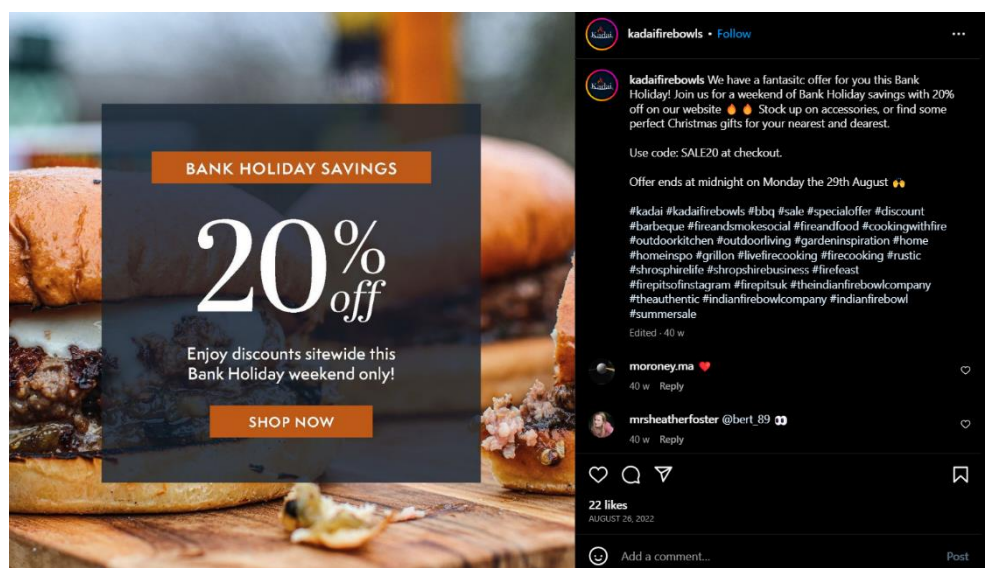 BANK HOLIDAY SAVINGS
20%
off
Enjoy discounts sitewide this
Bank Holiday weekend only!
SHOP NOW
Kadai
kadaifirebowls • Follow
Kadai
kadaifirebowls We have a fantasitc offer for you this Bank
Holiday! Join us for a weekend of Bank Holiday savings with 20%
off on our website 🔥 🔥 Stock up on accessories, or find some
perfect Christmas gifts for your nearest and dearest.
Use code: SALE20 at checkout.
Offer ends at midnight on Monday the 29th August 🙌
#kadai #kadaifirebowls #bbq #sale #specialoffer #discount
#barbeque #fireandsmokesocial #fireandfood #cookingwithfire
#outdoorkitchen #outdoorliving #gardeninspiration #home
#homeinspo #grillon #livefirecooking #firecooking #rustic
#shrosphirelife #shropshirebusiness #firefeast
#firepitsofinstagram #firepitsuk #theindianfirebowlcompany
#theauthentic #indianfirebowlcompany #indianfirebowl
#summersale
Edited · 40 w
moroney.ma ❤️
40 w Reply
mrsheatherfoster @bert_89 👀
40 w Reply
22 likes
AUGUST 26, 2022
Add a comment...
Post